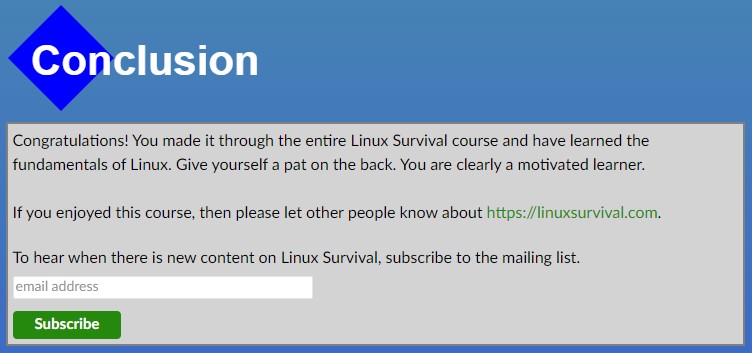 Conclusion
Congratulations! You made it through the entire Linux Survival course and have learned the
fundamentals of Linux. Give yourself a pat on the back. You are clearly a motivated learner.
If you enjoyed this course, then please let other people know about https://linuxsurvival.com.
To hear when there is new content on Linux Survival, subscribe to the mailing list.
email address
Subscribe